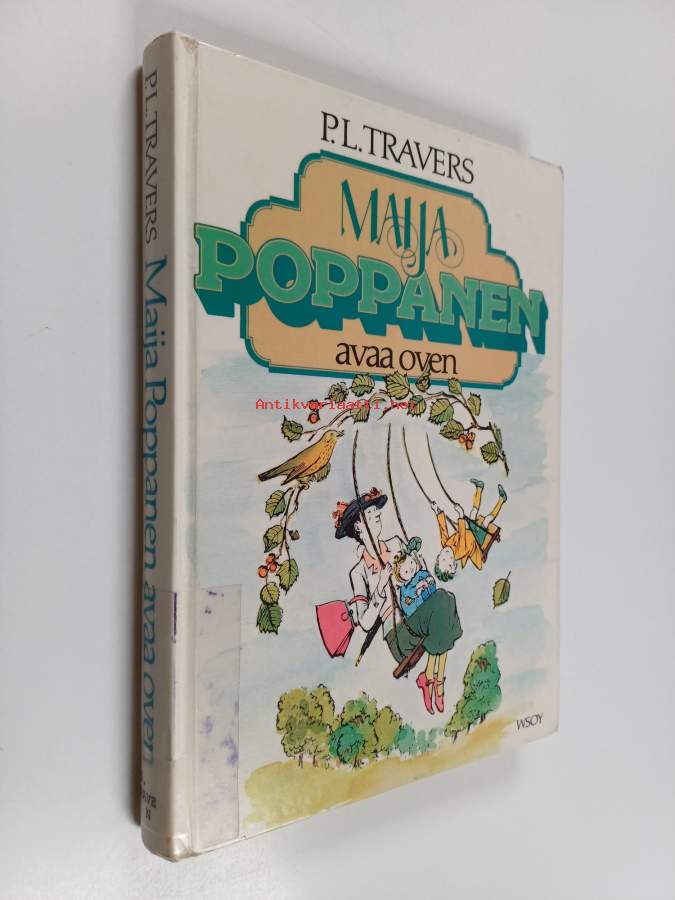 P.L. TRAVERS
MAIJA
POPPANEN
avaa oven
Antikvariaatti.net
WSOY
P.L. TRAVERS Maija Poppanen avaa oven